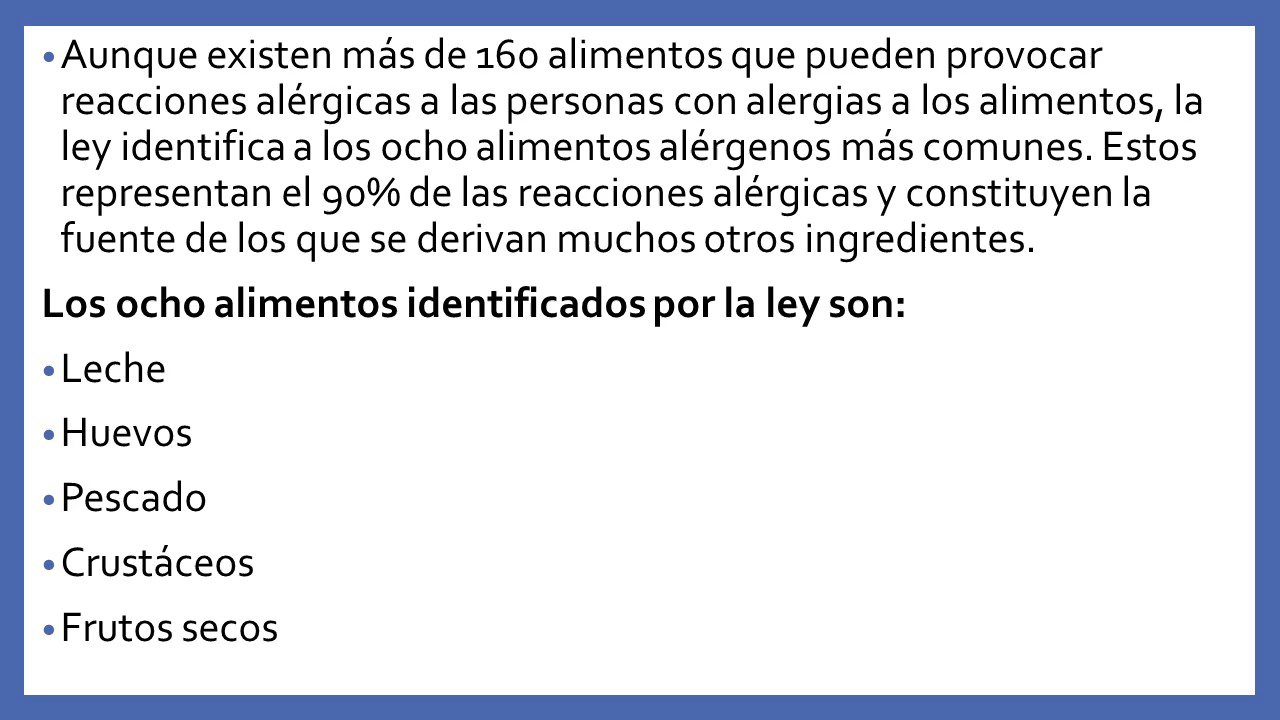 • Aunque existen más de 160 alimentos que pueden provocar
reacciones alérgicas a las personas con alergias a los alimentos, la
ley identifica a los ocho alimentos alérgenos más comunes. Estos
representan el 90% de las reacciones alérgicas y constituyen la
fuente de los que se derivan muchos otros ingredientes.
Los ocho alimentos identificados por la ley son:
• Leche
• Huevos
• Pescado
• Crustáceos
• Frutos secos